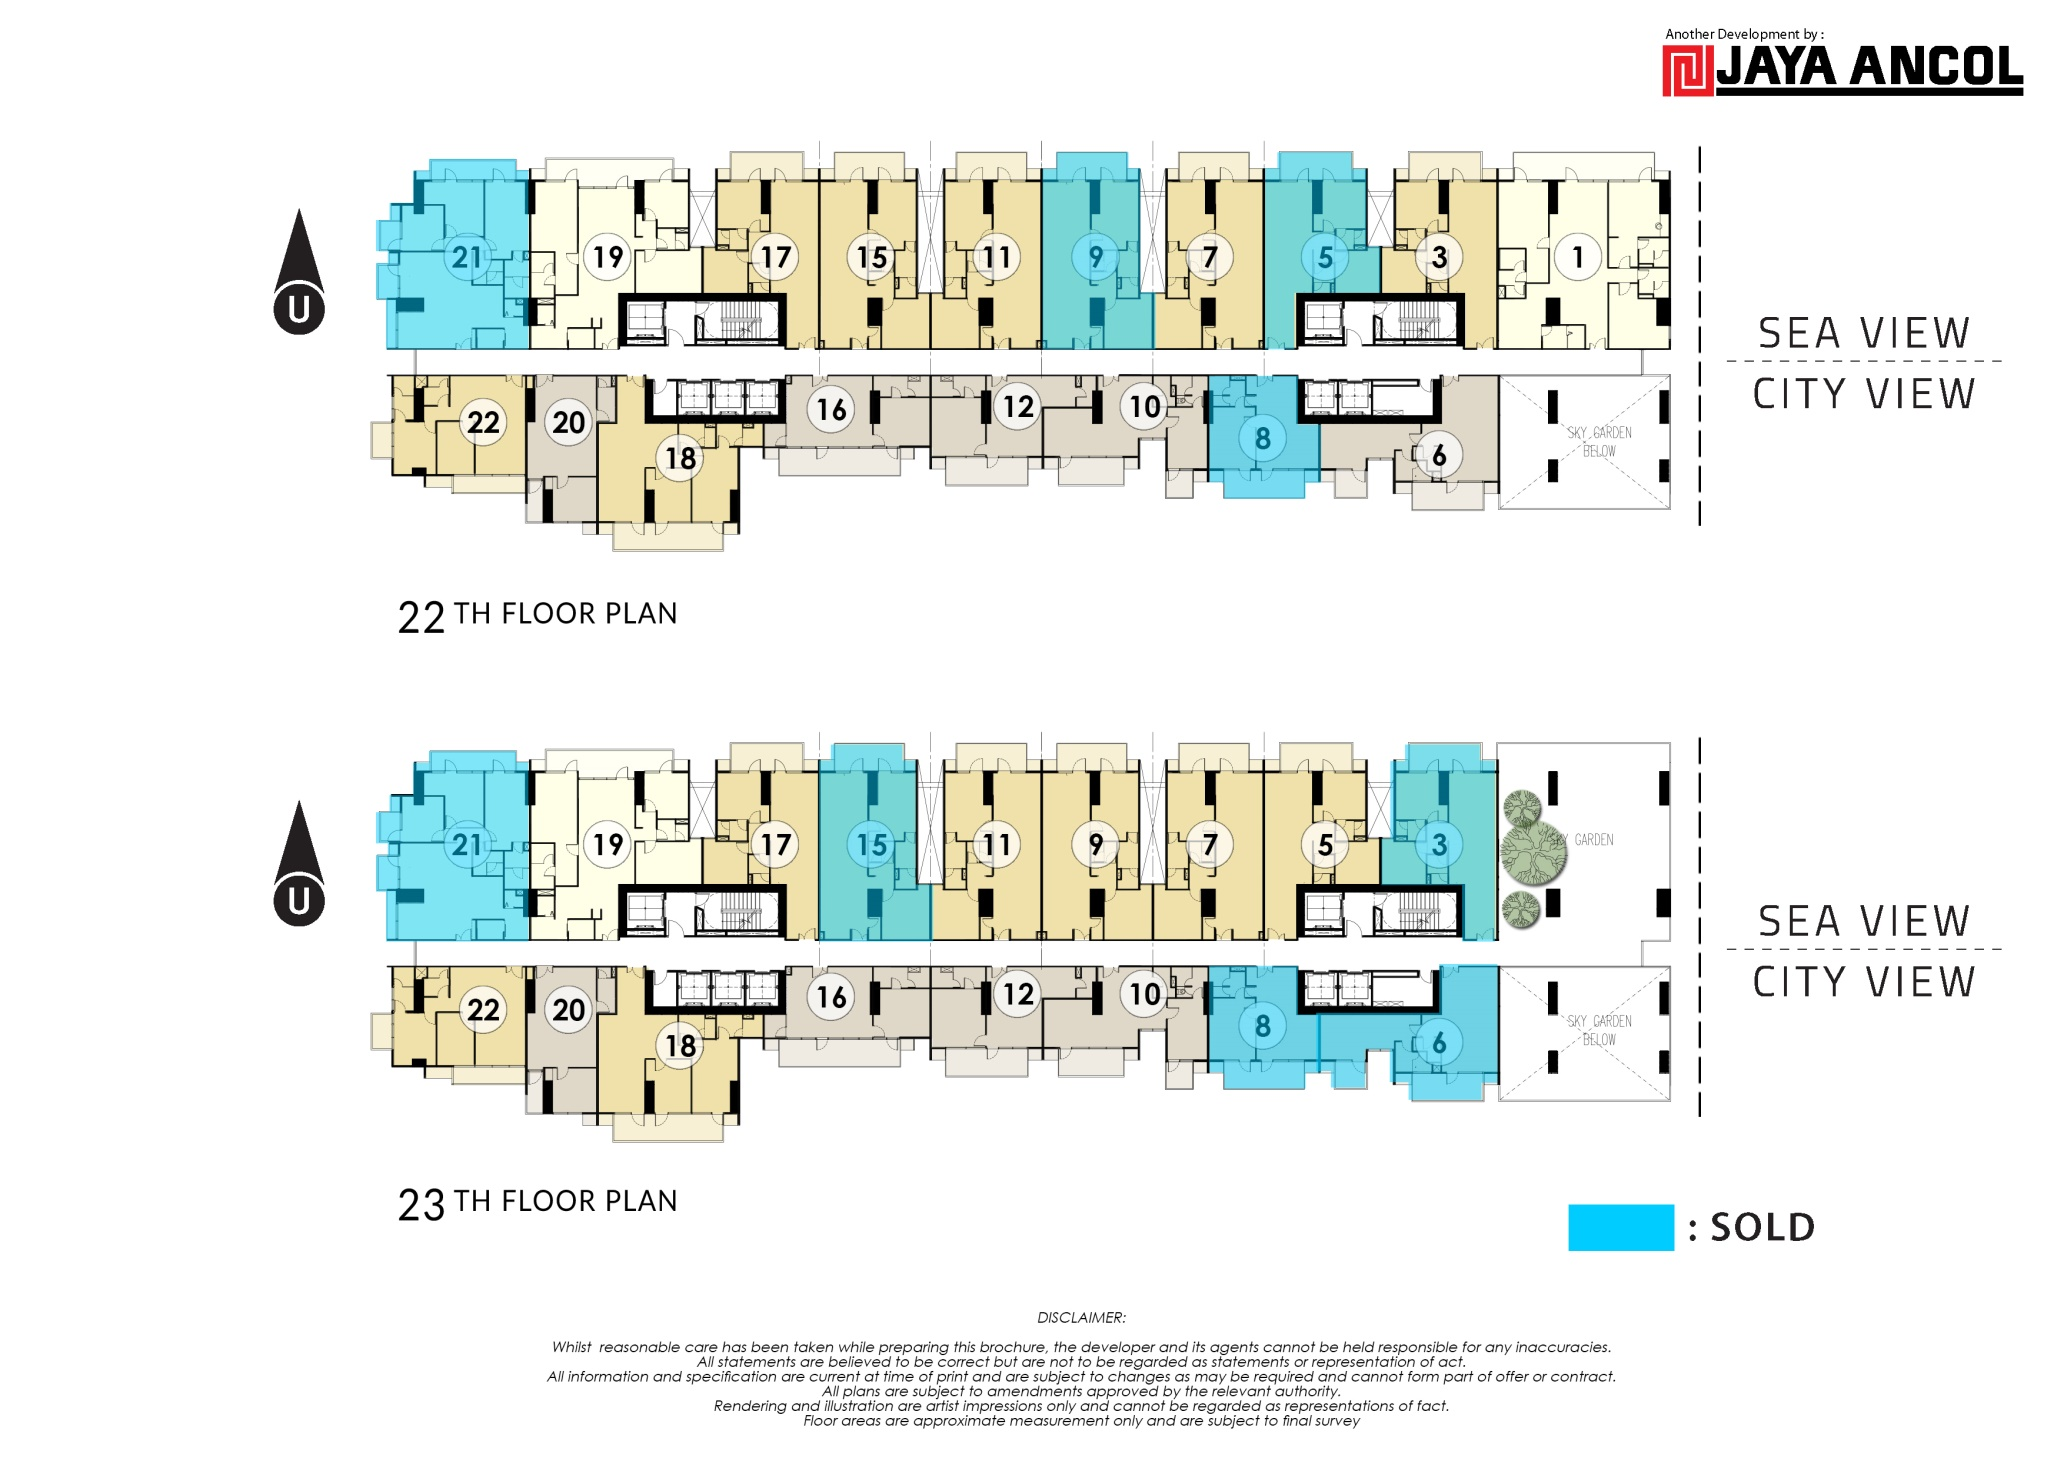 Another Development by :
JAYA ANCOL
21 19 17 15 11 9 7 5 3 1
U
SEA VIEW
CITY VIEW
22 20 18 16 12 10 8 6
SKY GARDEN
BELOW
22 TH FLOOR PLAN
21 19 17 15 11 9 7 5 3
SKY GARDEN
U
SEA VIEW
CITY VIEW
22 20 18 16 12 10 8 6
SKY GARDEN
BELOW
23 TH FLOOR PLAN
: SOLD
DISCLAIMER:
Whilst reasonable care has been taken while preparing this brochure, the developer and its agents cannot be held responsible for any inaccuracies.
All statements are believed to be correct but are not to be regarded as statements or representation of act.
All information and specification are current at time of print and are subject to changes as may be required and cannot form part of offer or contract.
All plans are subject to amendments approved by the relevant authority.
Rendering and illustration are artist impressions only and cannot be regarded as representations of fact.
Floor areas are approximate measurement only and are subject to final survey